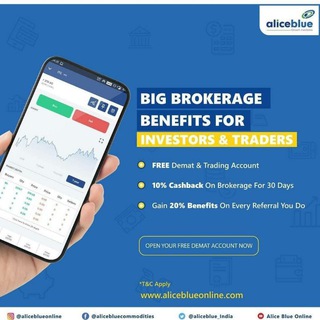 aliceblue
BIG BROKERAGE
BENEFITS FOR
INVESTORS & TRADERS
FREE Demat & Trading Account
10% Cashback On Brokerage For 30 Days
Gain 20% Benefits On Every Referral You Do
OPEN YOUR FREE DEMAT ACCOUNT NOW
*T&C Apply
www.aliceblueonline.com
@aliceblueonline
@alicebluecommodities
@aliceblue_India
Alice Blue Online